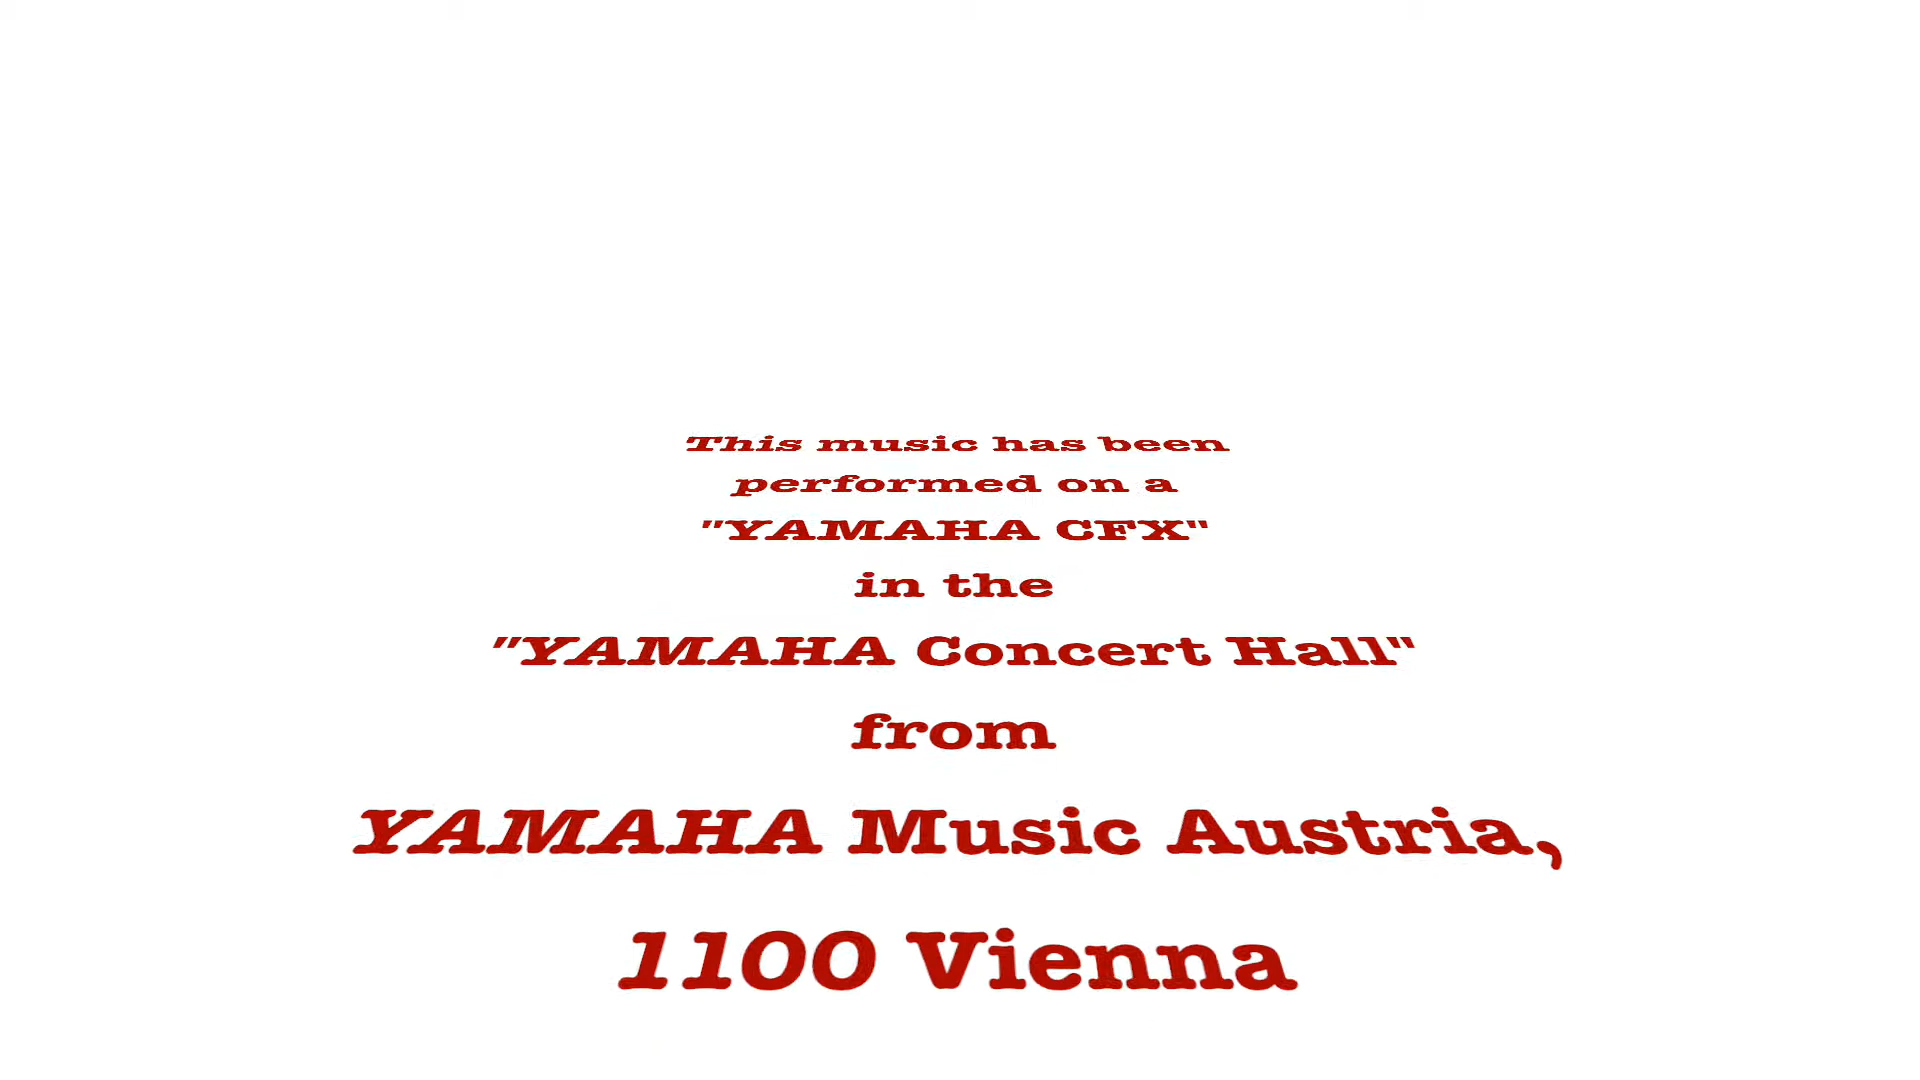 This music has been
performed on a
"YAMAHA CFX"
in the
"YAMAHA Concert Hall"
from
YAMAHA Music Austria,
1100 Vienna